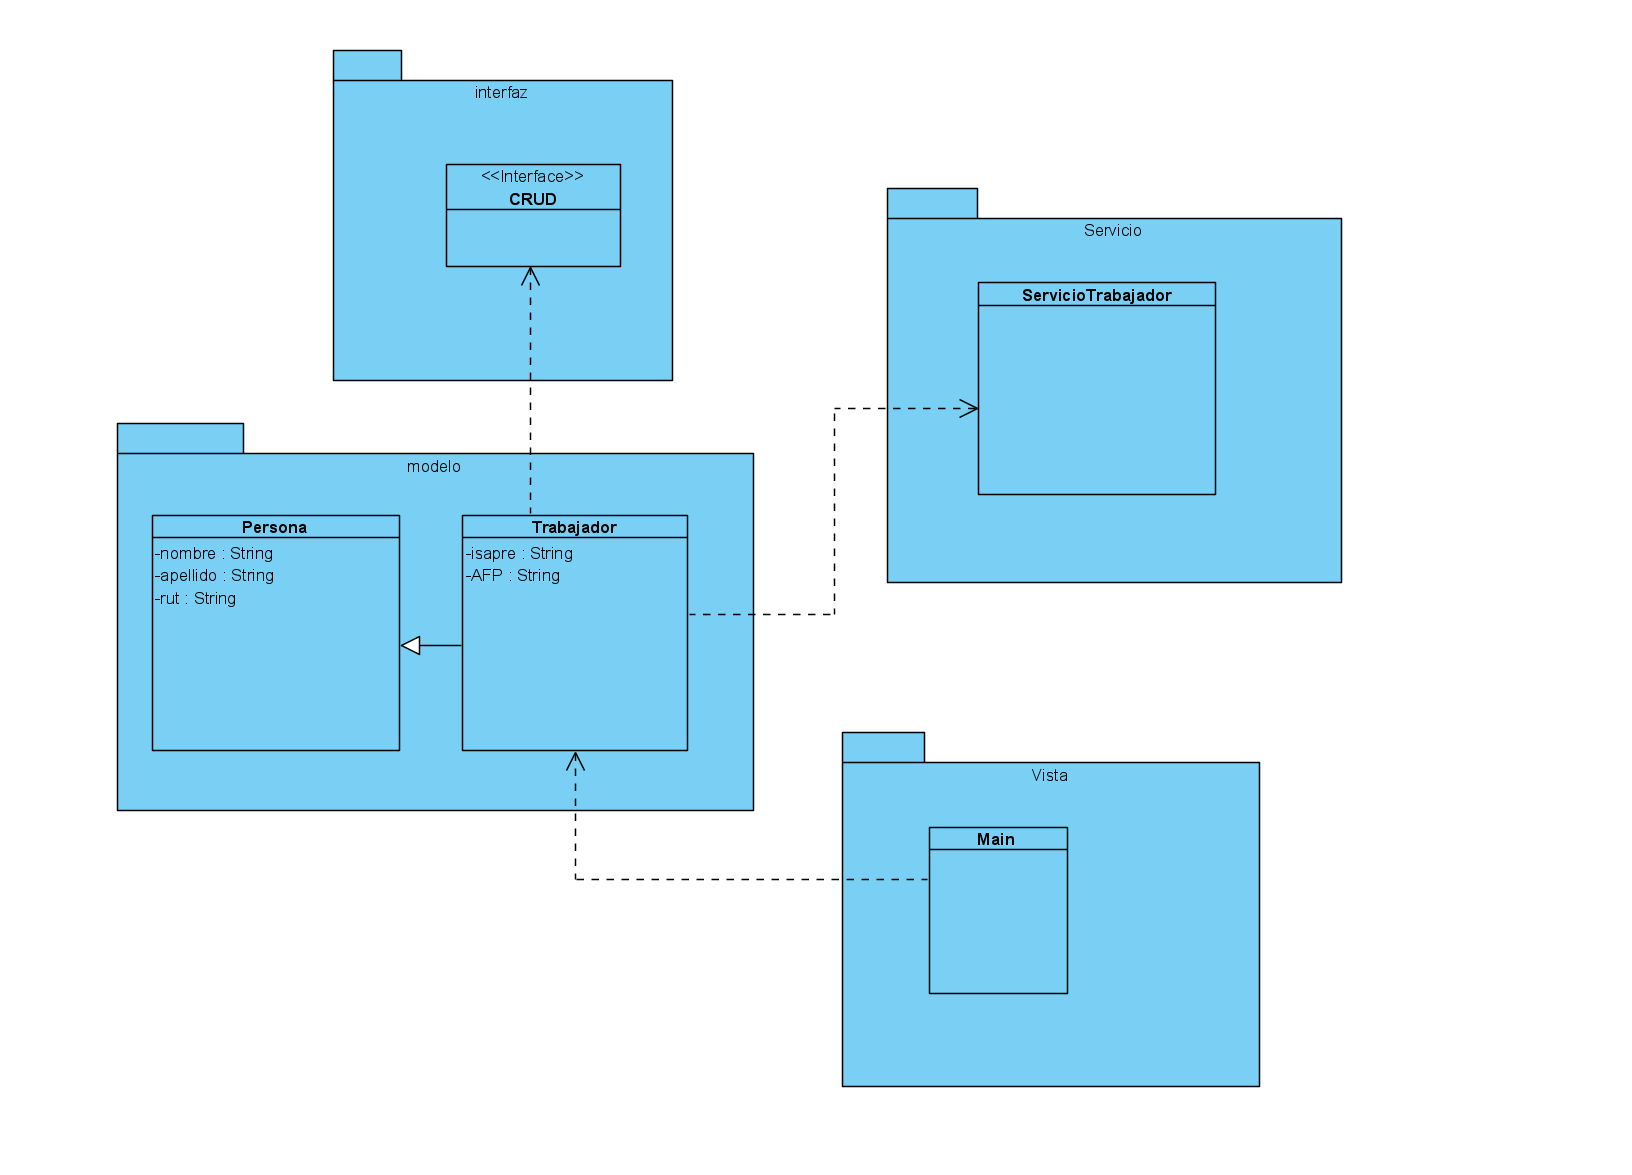 interfaz
<<Interface>>
CRUD
Servicio
ServicioTrabajador
modelo
Persona
-nombre : String
-apellido : String
-rut : String
Trabajador
-isapre : String
-AFP : String
Vista
Main